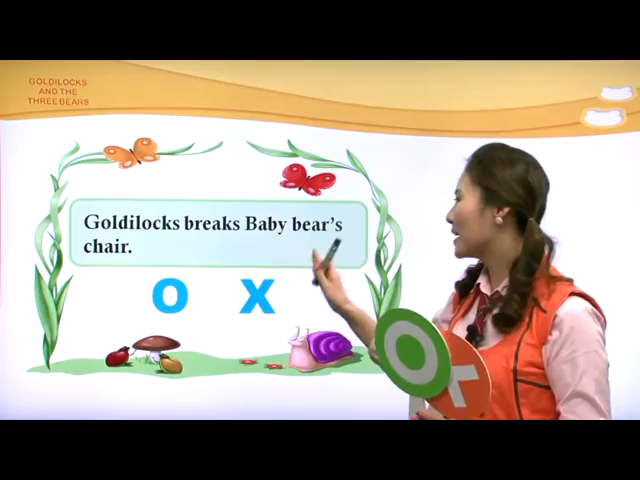 GOLDILOCKS
AND THE
THREE BEARS
Goldilocks breaks Baby bear's
chair.
O X
O X